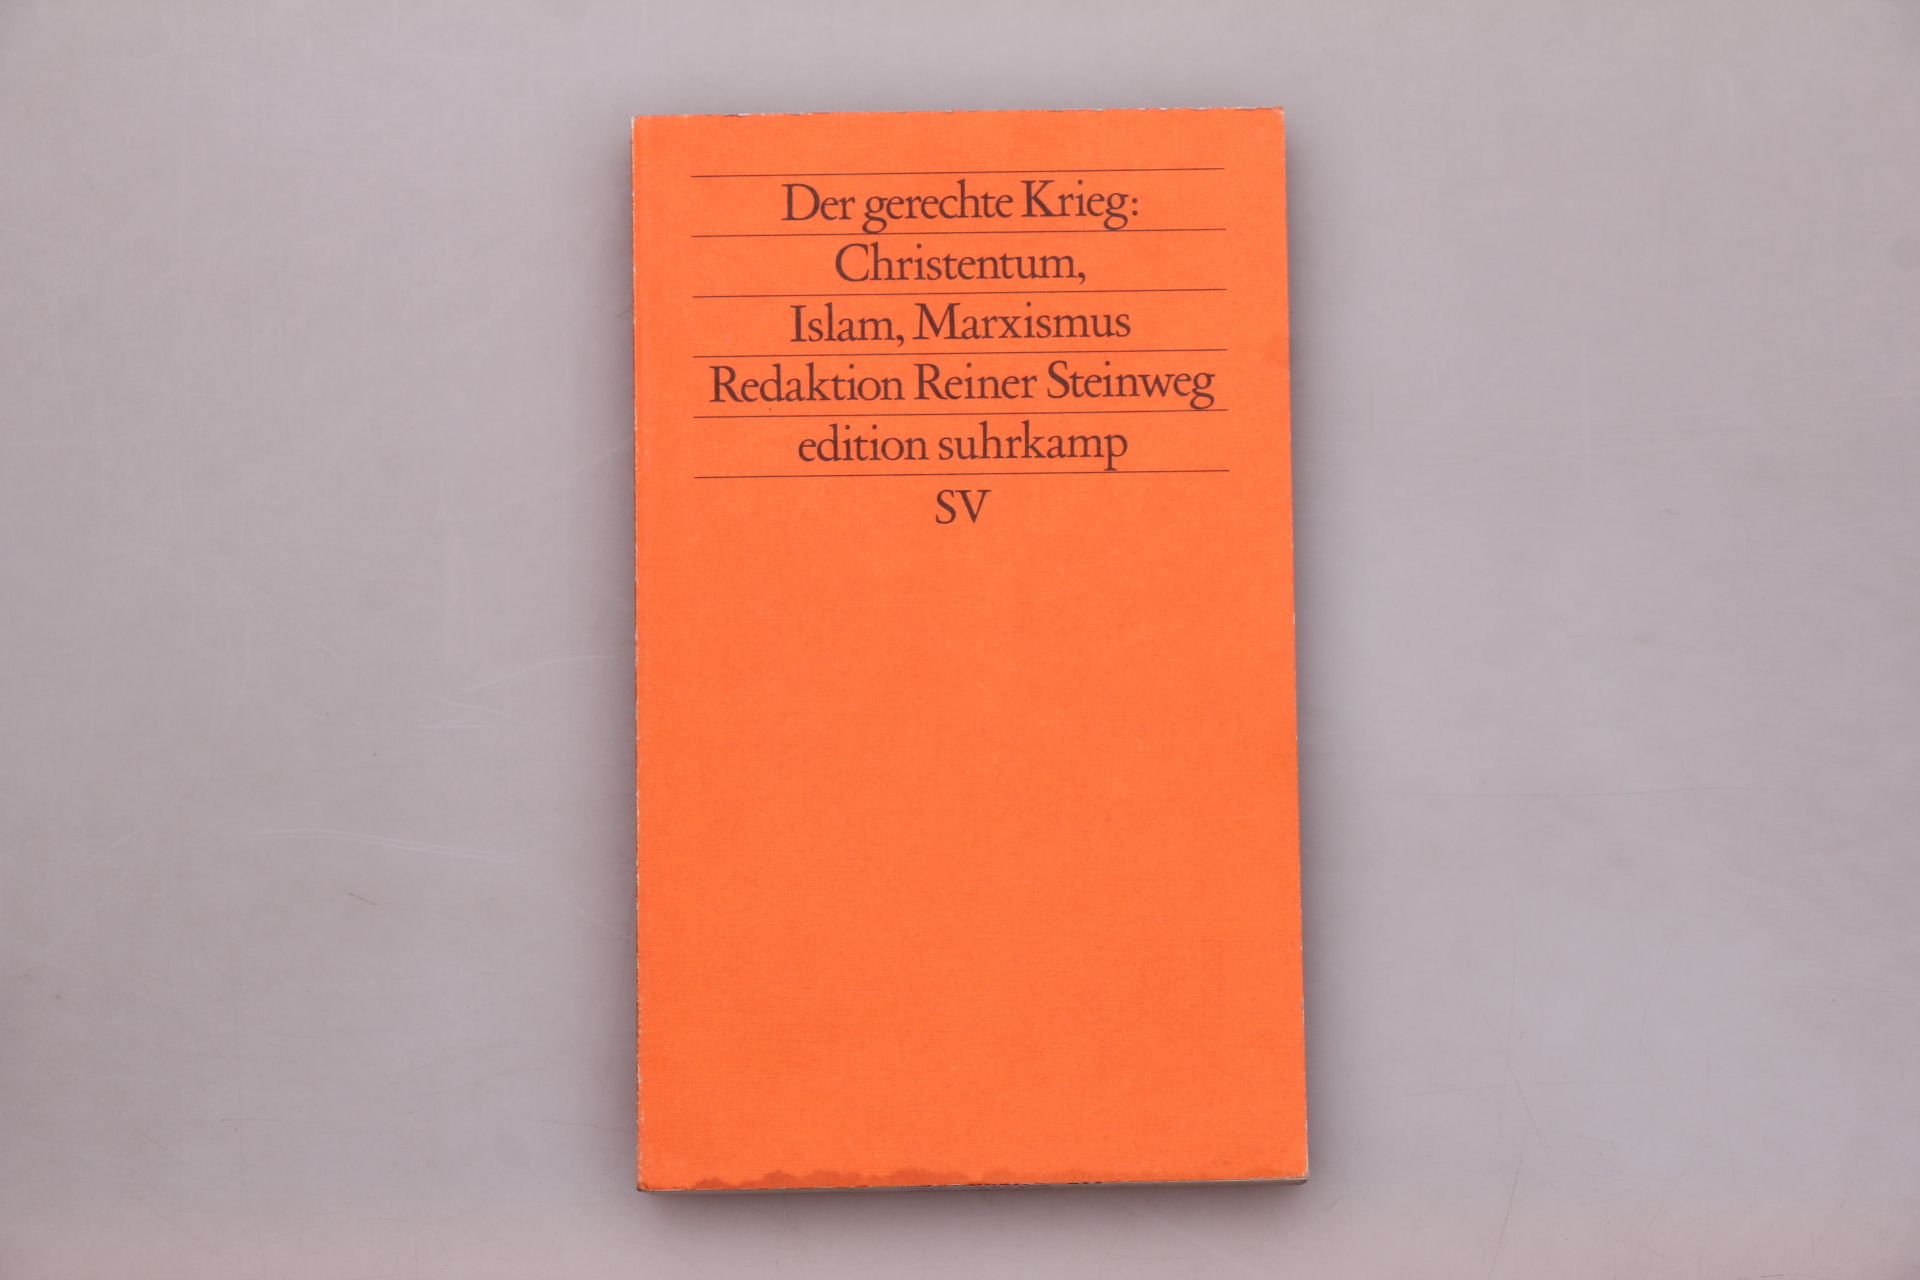 Der gerechte Krieg:
Christentum,
Islam, Marxismus
Redaktion Reiner Steinweg
edition suhrkamp
SV